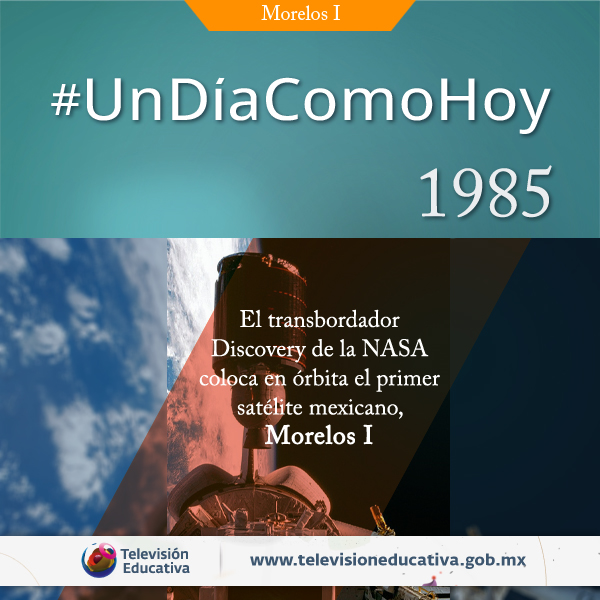 Morelos I
#UnDíaComoHoy
1985
El transbordador
Discovery de la NASA
coloca en órbita el primer
satélite mexicano,
Morelos I
Televisión
Educativa
www.televisioneducativa.gob.mx